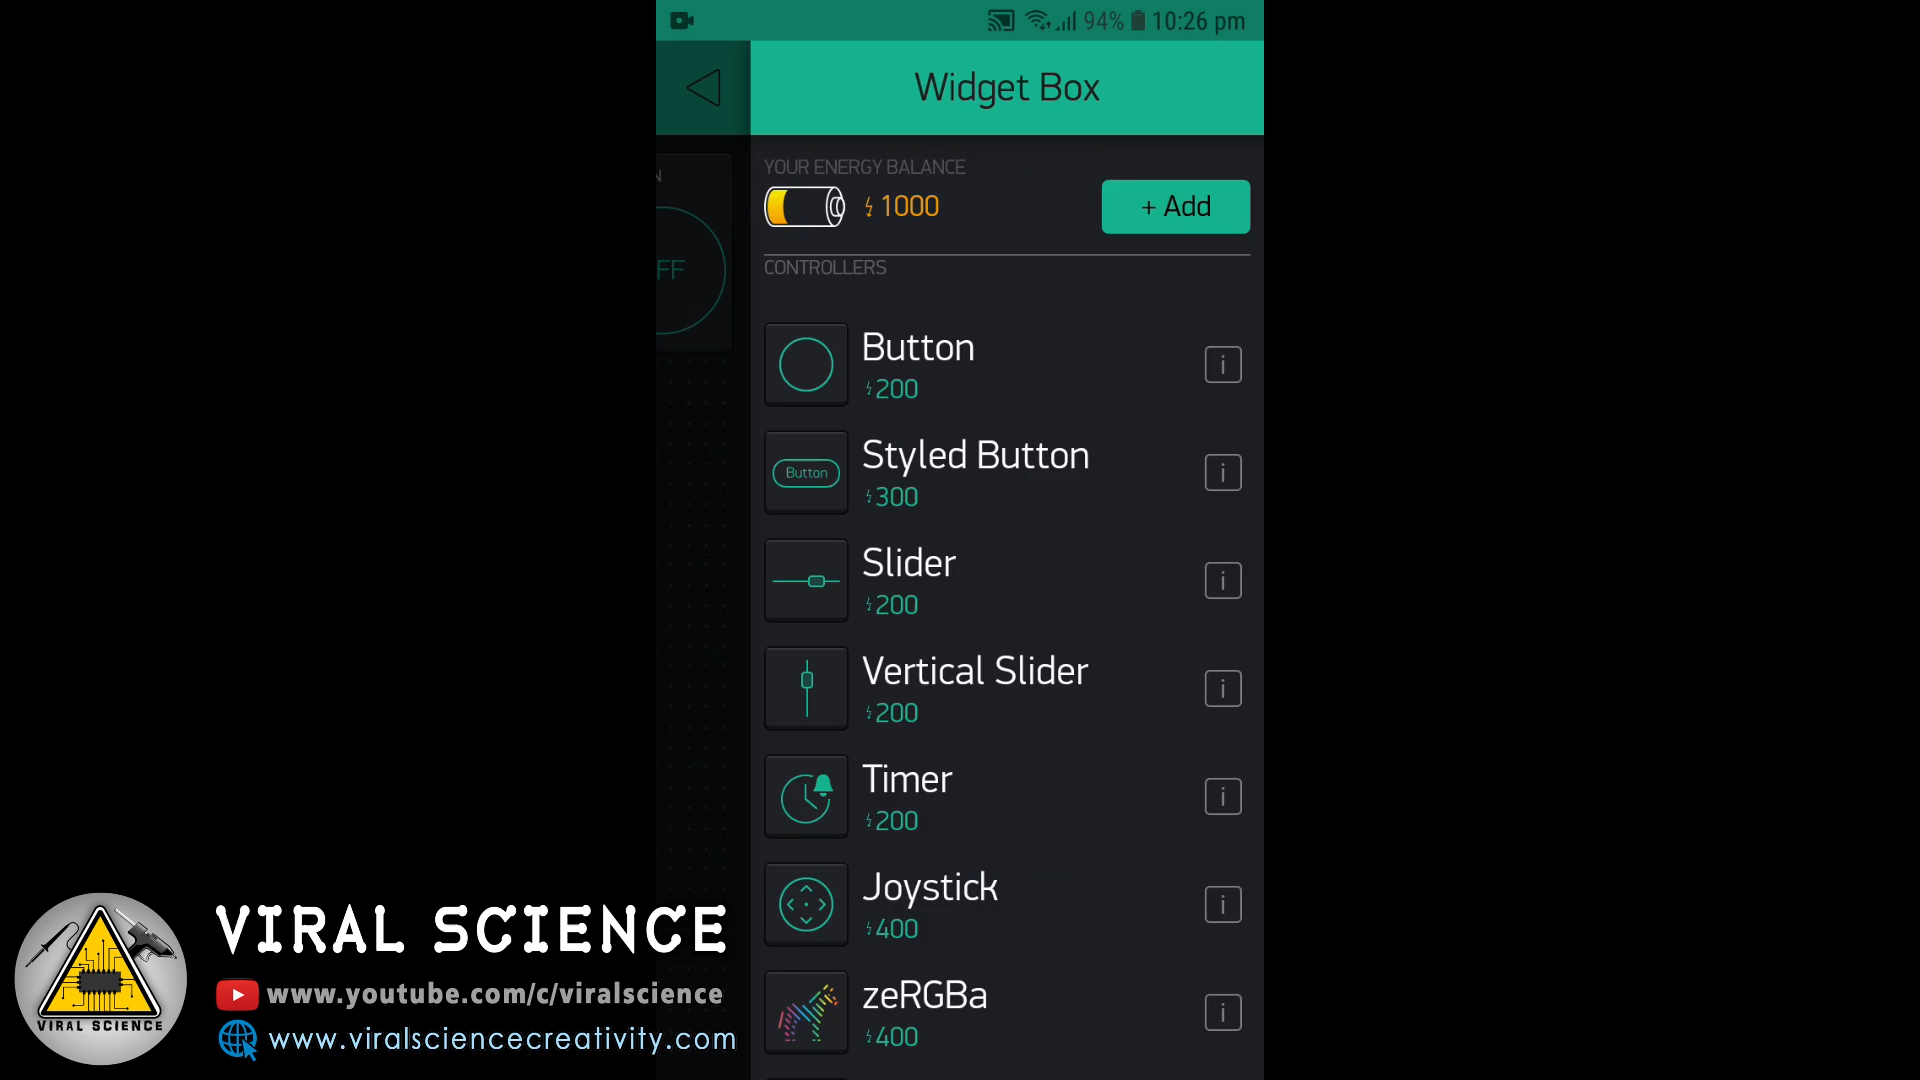 94% 10:26 pm
Widget Box
YOUR ENERGY BALANCE
1000
+ Add
N
FF
CONTROLLERS
Button
200
i
Button
Styled Button
300
i
Slider
200
i
Vertical Slider
200
i
Timer
200
i
Joystick
400
i
zeRGBa
400
i
VIRAL SCIENCE
VIRAL SCIENCE
www.youtube.com/c/viralscience
www.viralsciencecreativity.com